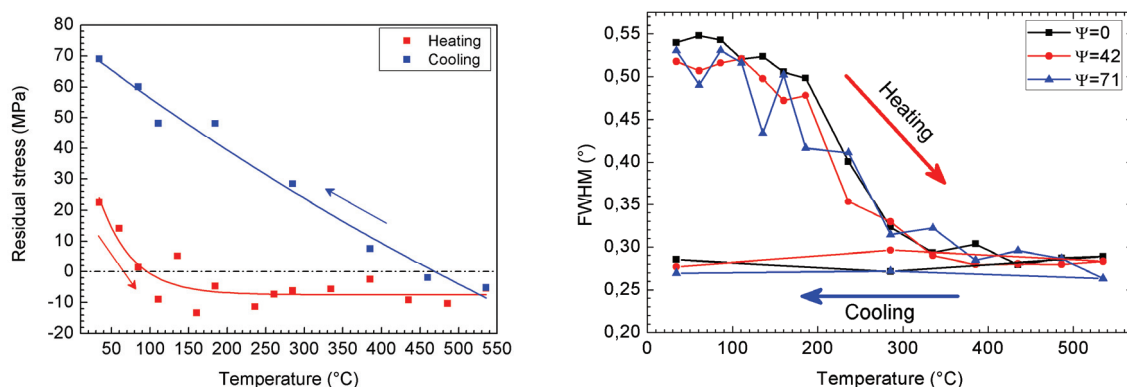 80
70
60
50
40
30
20
10
0
-10
-20
50 100 150 200 250 300 350 400 450 500 550
Residual stress (MPa)
Temperature (°C)
Heating
Cooling
0,55
0,50
0,45
0,40
0,35
0,30
0,25
0,20
0 100 200 300 400 500
FWHM (°)
Temperature (°C)
Ψ=0
Ψ=42
Ψ=71
Heating
Cooling